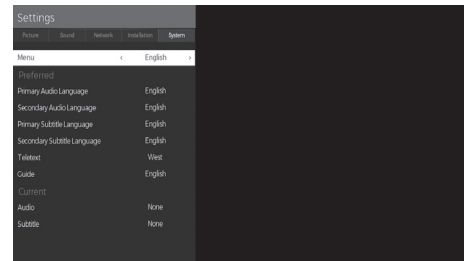 Settings
Picture Sound Network Installation System
Menu ‹ English ›
Preferred
Primary Audio Language English
Secondary Audio Language English
Primary Subtitle Language English
Secondary Subtitle Language English
Teletext West
Guide English
Current
Audio None
Subtitle None